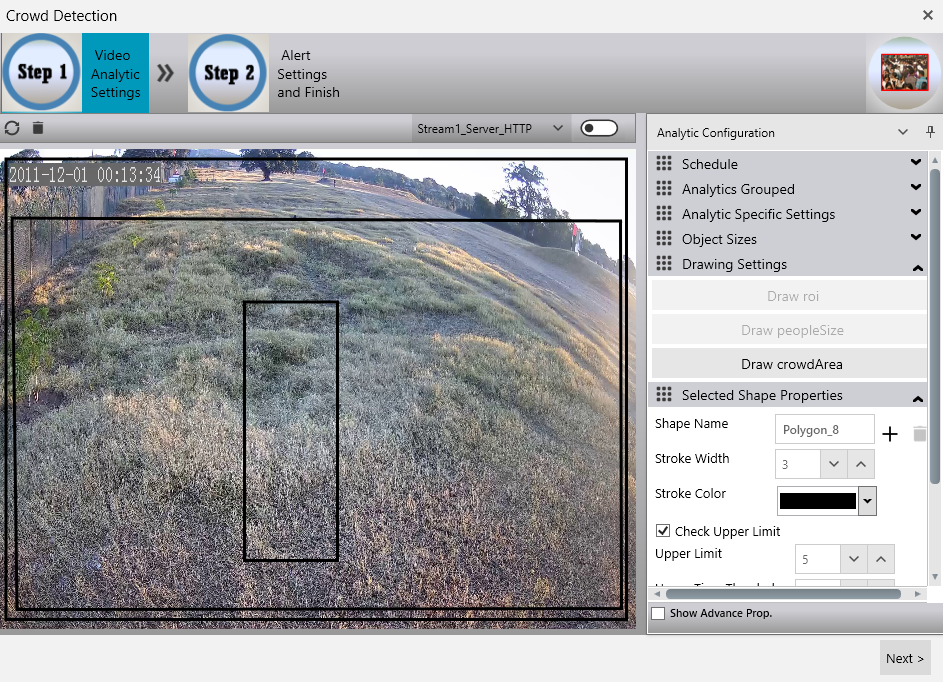 Crowd Detection
Step 1
Video
Analytic
Settings
Step 2
Alert
Settings
and Finish
Stream1_Server_HTTP
2011-12-01 00:13:34
Analytic Configuration
Schedule
Analytics Grouped
Analytic Specific Settings
Object Sizes
Drawing Settings
Draw roi
Draw peopleSize
Draw crowdArea
Selected Shape Properties
Shape Name
Polygon_8
Stroke Width
3
Stroke Color
Check Upper Limit
Upper Limit
5
Show Advance Prop.
Next >